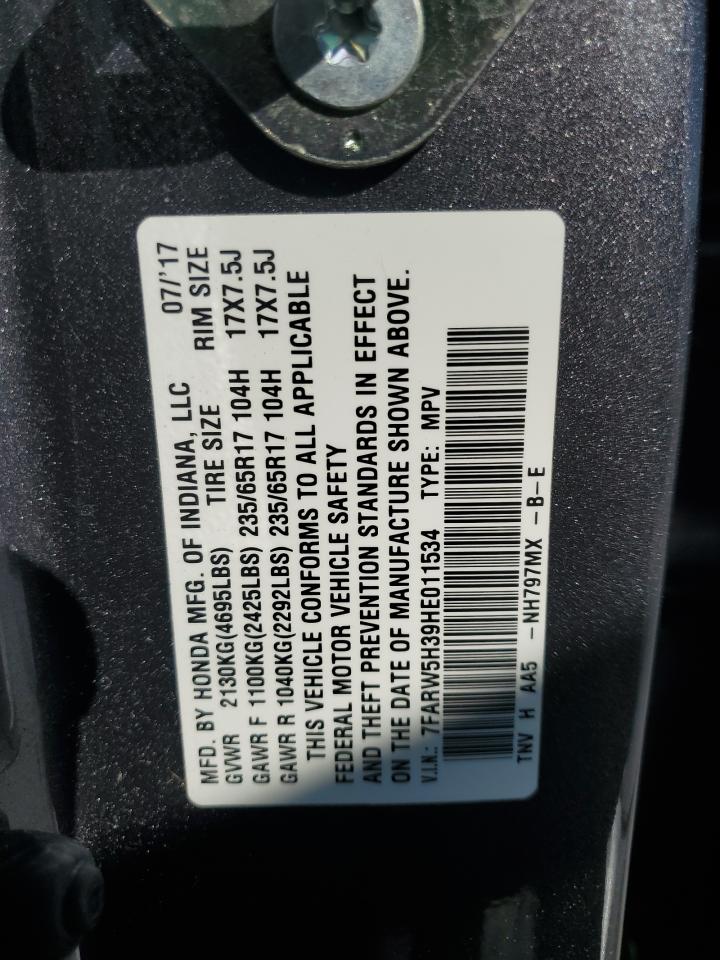 MFD. BY HONDA MFG. OF INDIANA, LLC 07/'17
GVWR 2130KG(4695LBS) TIRE SIZE RIM SIZE
GAWR F 1100KG(2425LBS) 235/65R17 104H 17X7.5J
GAWR R 1040KG(2292LBS) 235/65R17 104H 17X7.5J
THIS VEHICLE CONFORMS TO ALL APPLICABLE
FEDERAL MOTOR VEHICLE SAFETY
AND THEFT PREVENTION STANDARDS IN EFFECT
ON THE DATE OF MANUFACTURE SHOWN ABOVE.
V.I.N.: 7FARW5H39HE011534 TYPE: MPV
TNV H AA5 -NH797MX -B-E